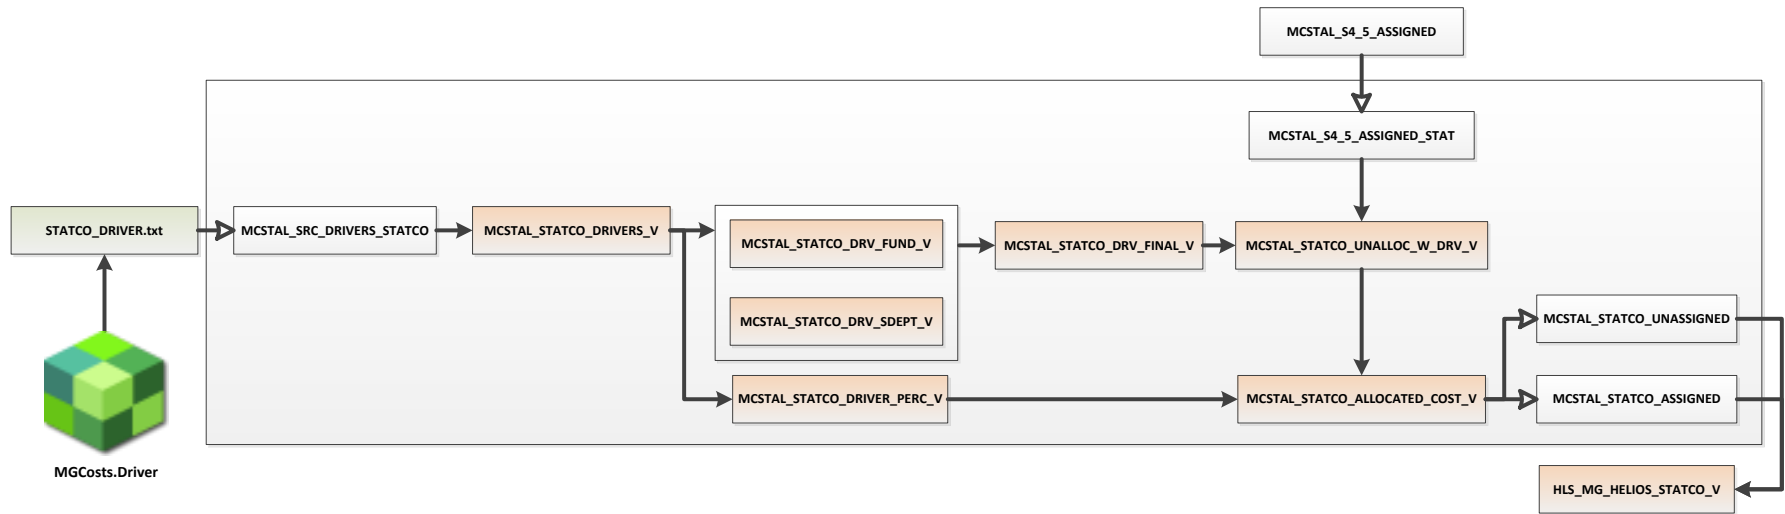 MCSTAL_S4_5_ASSIGNED
MCSTAL_S4_5_ASSIGNED_STAT
STATCO_DRIVER.txt
MCSTAL_SRC_DRIVERS_STATCO
MCSTAL_STATCO_DRIVERS_V
MCSTAL_STATCO_DRV_FUND_V
MCSTAL_STATCO_DRV_FINAL_V
MCSTAL_STATCO_UNALLOC_W_DRV_V
MCSTAL_STATCO_DRV_SDEPT_V
MCSTAL_STATCO_UNASSIGNED
MCSTAL_STATCO_DRIVER_PERC_V
MCSTAL_STATCO_ALLOCATED_COST_V
MCSTAL_STATCO_ASSIGNED
MGCosts.Driver
HLS_MG_HELIOS_STATCO_V